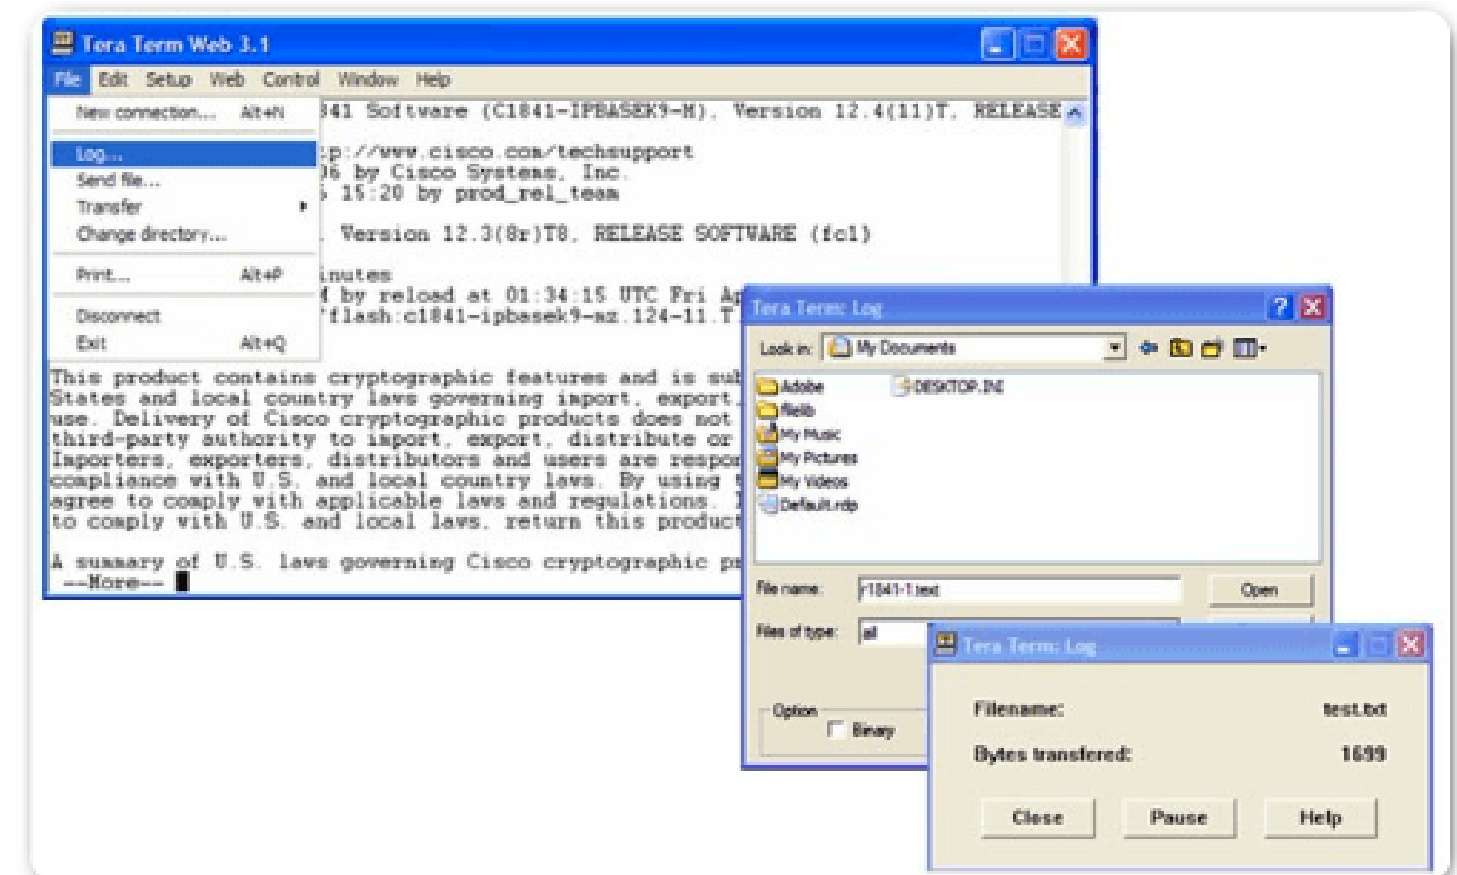 Tera Term Web 3.1
File Edit Setup Web Control Window Help
New connection... Alt+N
Log...
Send file...
Transfer
Change directory...
Print... Alt+P
Disconnect
Exit Alt+Q
341 Software (C1841-IPBASEK9-M), Version 12.4(11)T, RELEASE
p://www.cisco.com/techsupport
06 by Cisco Systems, Inc.
15:20 by prod_rel_team
, Version 12.3(8r)T8, RELEASE SOFTWARE (fc1)
inutes
by reload at 01:34:15 UTC Fri Ap
flash:c1841-ipbasek9-mz.124-11.T
This product contains cryptographic features and is sub
States and local country laws governing import, export,
use. Delivery of Cisco cryptographic products does not
third-party authority to import, export, distribute or
Importers, exporters, distributors and users are respon
compliance with U.S. and local country laws. By using t
agree to comply with applicable laws and regulations. I
to comply with U.S. and local laws, return this product
A summary of U.S. laws governing Cisco cryptographic pr
--More--
Tera Term: Log
Look in: My Documents
Adobe
filelib
My Music
My Pictures
My Videos
Default.rdp
DESKTOP.INI
File name: r1841-1.text
Open
Files of type: all
Option
Binary
Tera Term: Log
Filename: test.txt
Bytes transfered: 1699
Close Pause Help